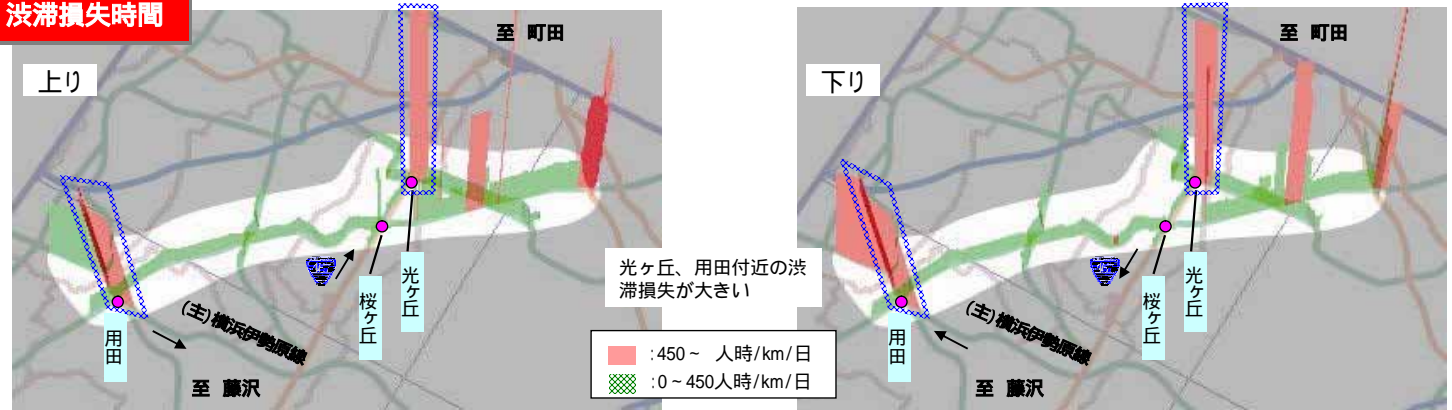 渋滞損失時間
上り
至 町田
用田
(主)横浜伊勢原線
至 藤沢
桜ヶ丘
光ヶ丘
光ヶ丘、用田付近の渋
滞損失が大きい
:450~ 人時/km/日
:0~450人時/km/日
下り
至 町田
用田
(主)横浜伊勢原線
至 藤沢
桜ヶ丘
光ヶ丘